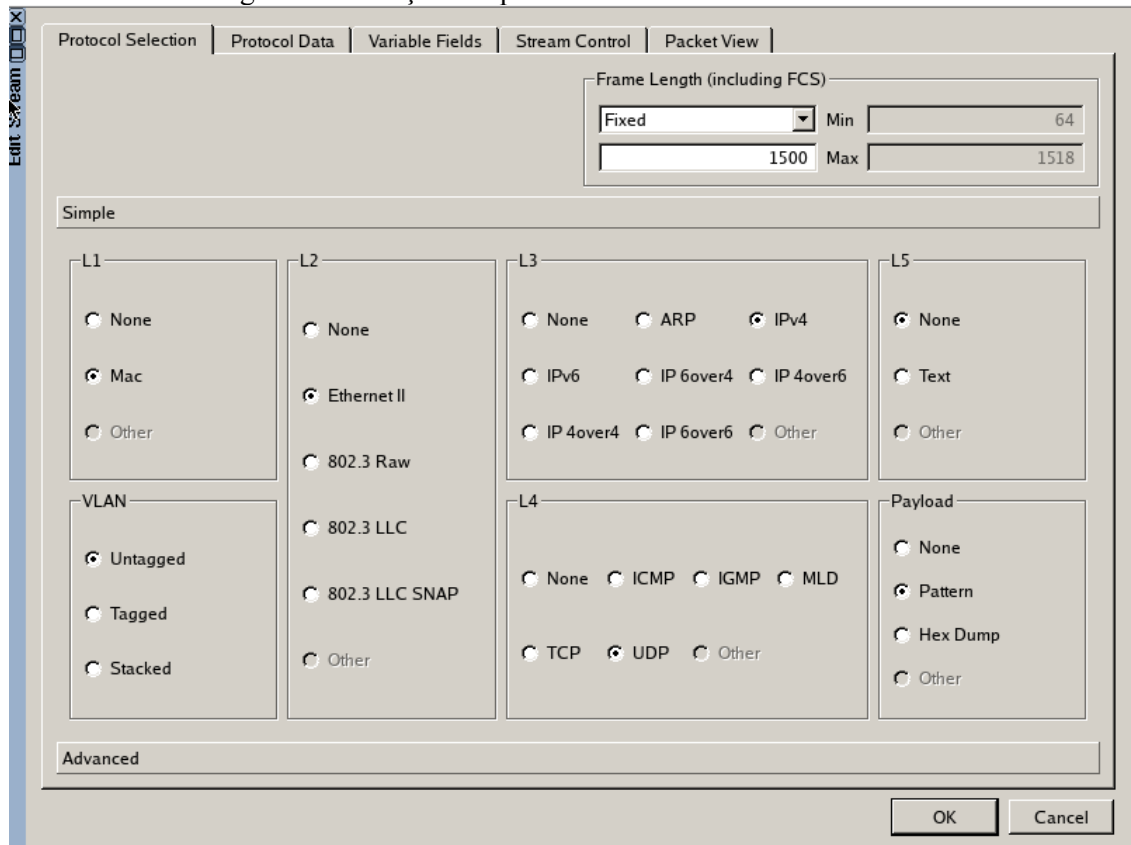 Edit Stream
Protocol Selection
Protocol Data
Variable Fields
Stream Control
Packet View
Frame Length (including FCS)
Fixed
Min
64
1500
Max
1518
Simple
L1
None
Mac
Other
VLAN
Untagged
Tagged
Stacked
L2
None
Ethernet II
802.3 Raw
802.3 LLC
802.3 LLC SNAP
Other
L3
None
ARP
IPv4
IPv6
IP 6over4
IP 4over6
IP 4over4
IP 6over6
Other
L4
None
ICMP
IGMP
MLD
TCP
UDP
Other
L5
None
Text
Other
Payload
None
Pattern
Hex Dump
Other
Advanced
OK
Cancel